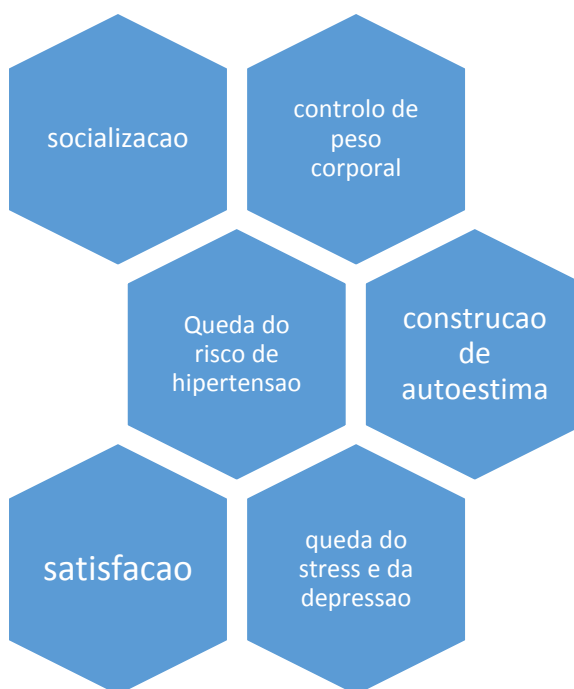 socializacao
controlo de
peso
corporal
Queda do
risco de
hipertensao
construcao
de
autoestima
satisfacao
queda do
stress e da
depressao